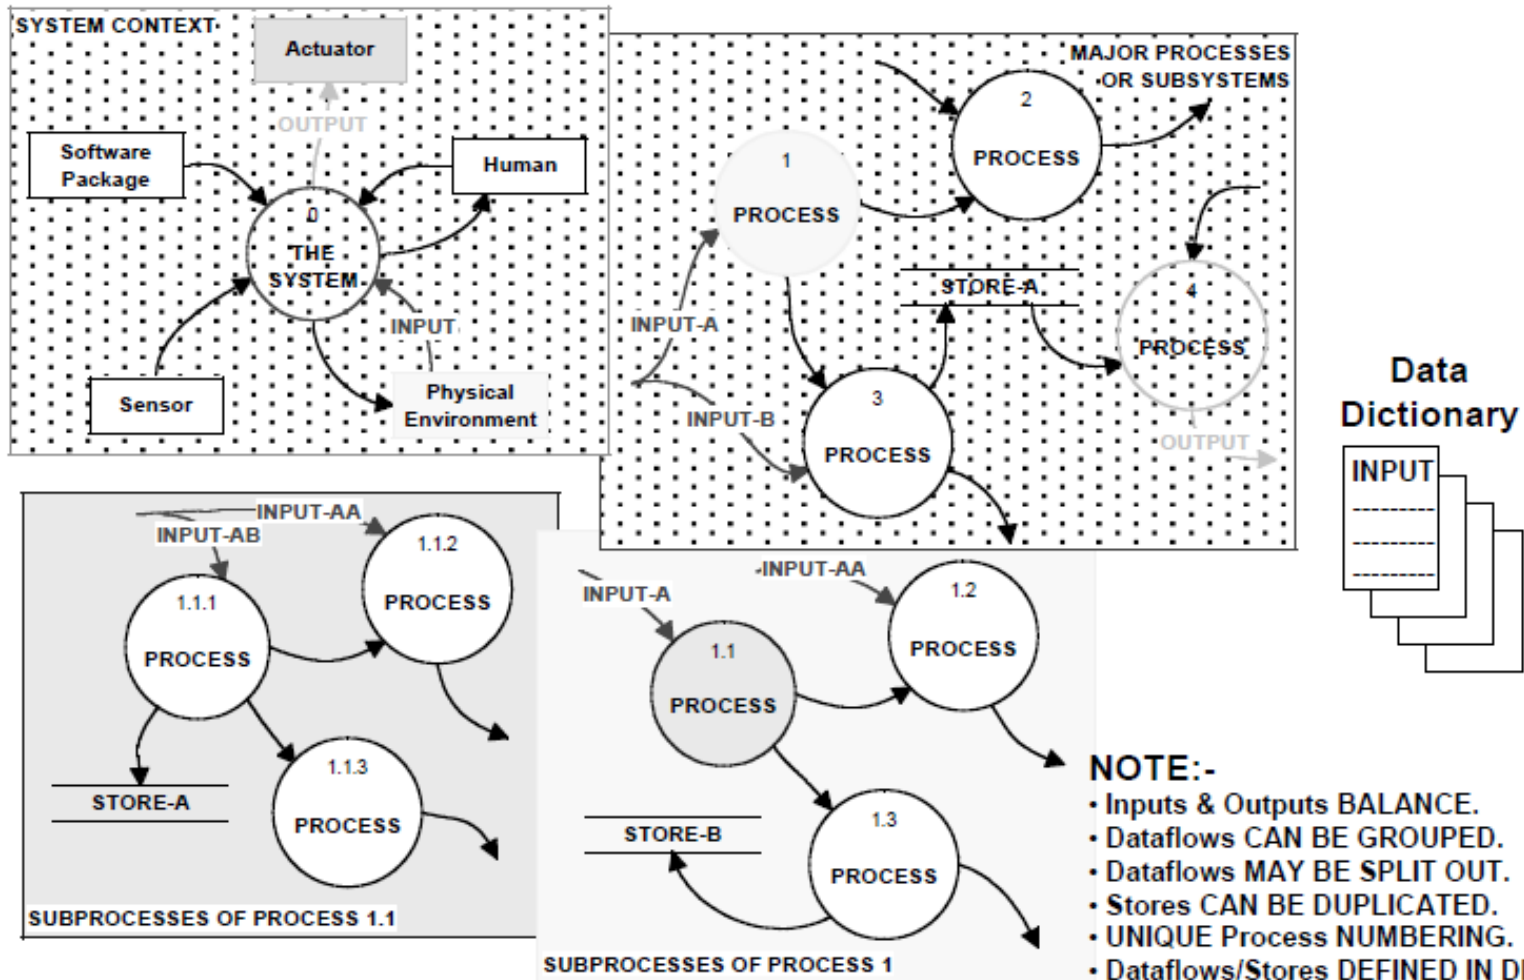 SYSTEM CONTEXT
Actuator
OUTPUT
Software
Package
Human
0
THE
SYSTEM
INPUT
Sensor
Physical
Environment
MAJOR PROCESSES
OR SUBSYSTEMS
2
PROCESS
1
PROCESS
STORE-A
4
PROCESS
INPUT-A
3
PROCESS
INPUT-B
OUTPUT
Data
Dictionary
INPUT
INPUT-AA
INPUT-AB
1.1.2
PROCESS
1.1.1
PROCESS
STORE-A
1.1.3
PROCESS
SUBPROCESSES OF PROCESS 1.1
INPUT-A
INPUT-AA
1.2
PROCESS
1.1
PROCESS
STORE-B
1.3
PROCESS
SUBPROCESSES OF PROCESS 1
NOTE:-
• Inputs & Outputs BALANCE.
• Dataflows CAN BE GROUPED.
• Dataflows MAY BE SPLIT OUT.
• Stores CAN BE DUPLICATED.
• UNIQUE Process NUMBERING.
• Dataflows/Stores DEFINED IN